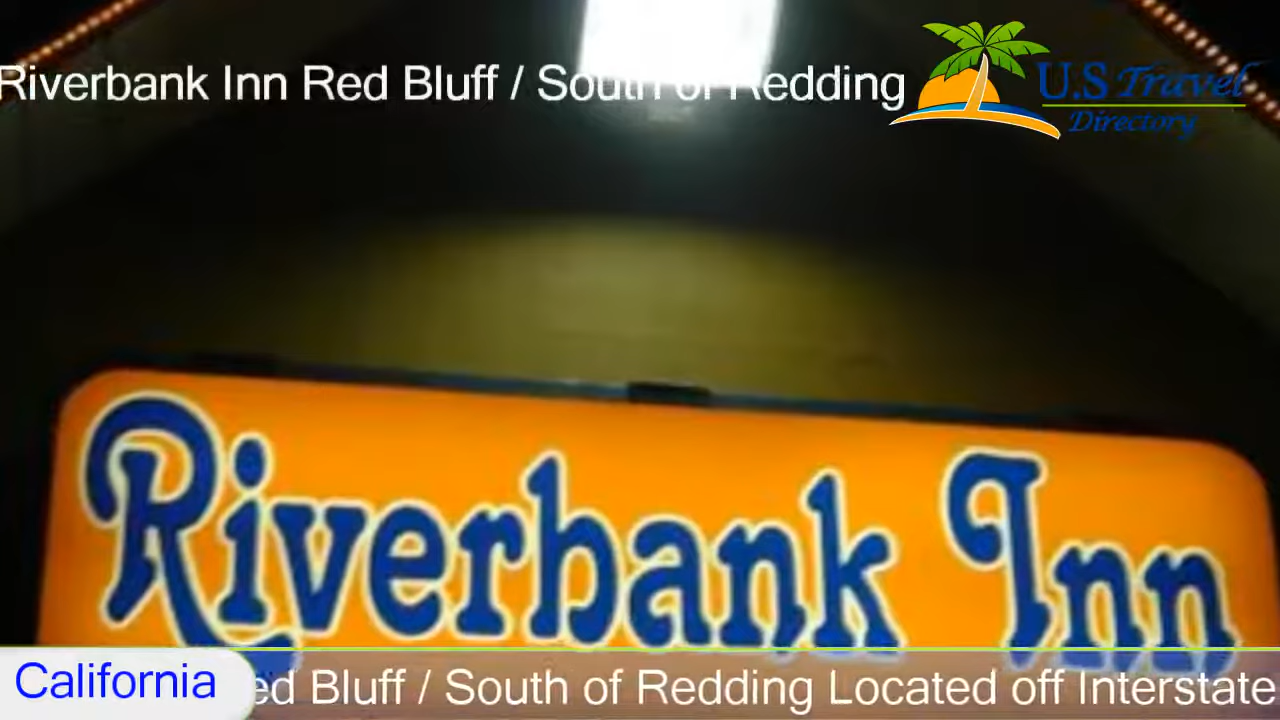 Riverbank Inn Red Bluff / South of Redding
U.S Travel
Directory
Riverbank Inn
California
ed Bluff / South of Redding Located off Interstate